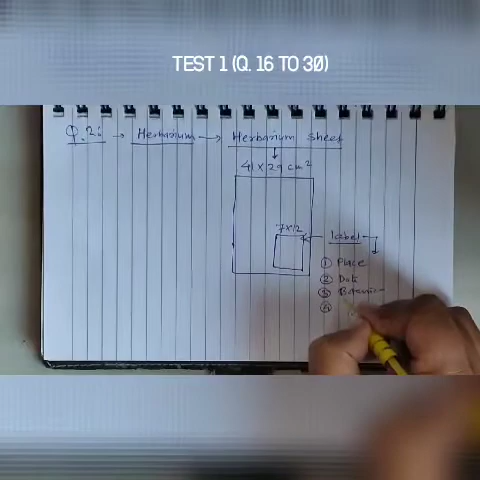 TEST 1 (Q. 16 TO 30)
Q.26 → Herbarium → Herbarium sheet
41 x 29 cm²
7x12
label
① Place
② Date
③
④